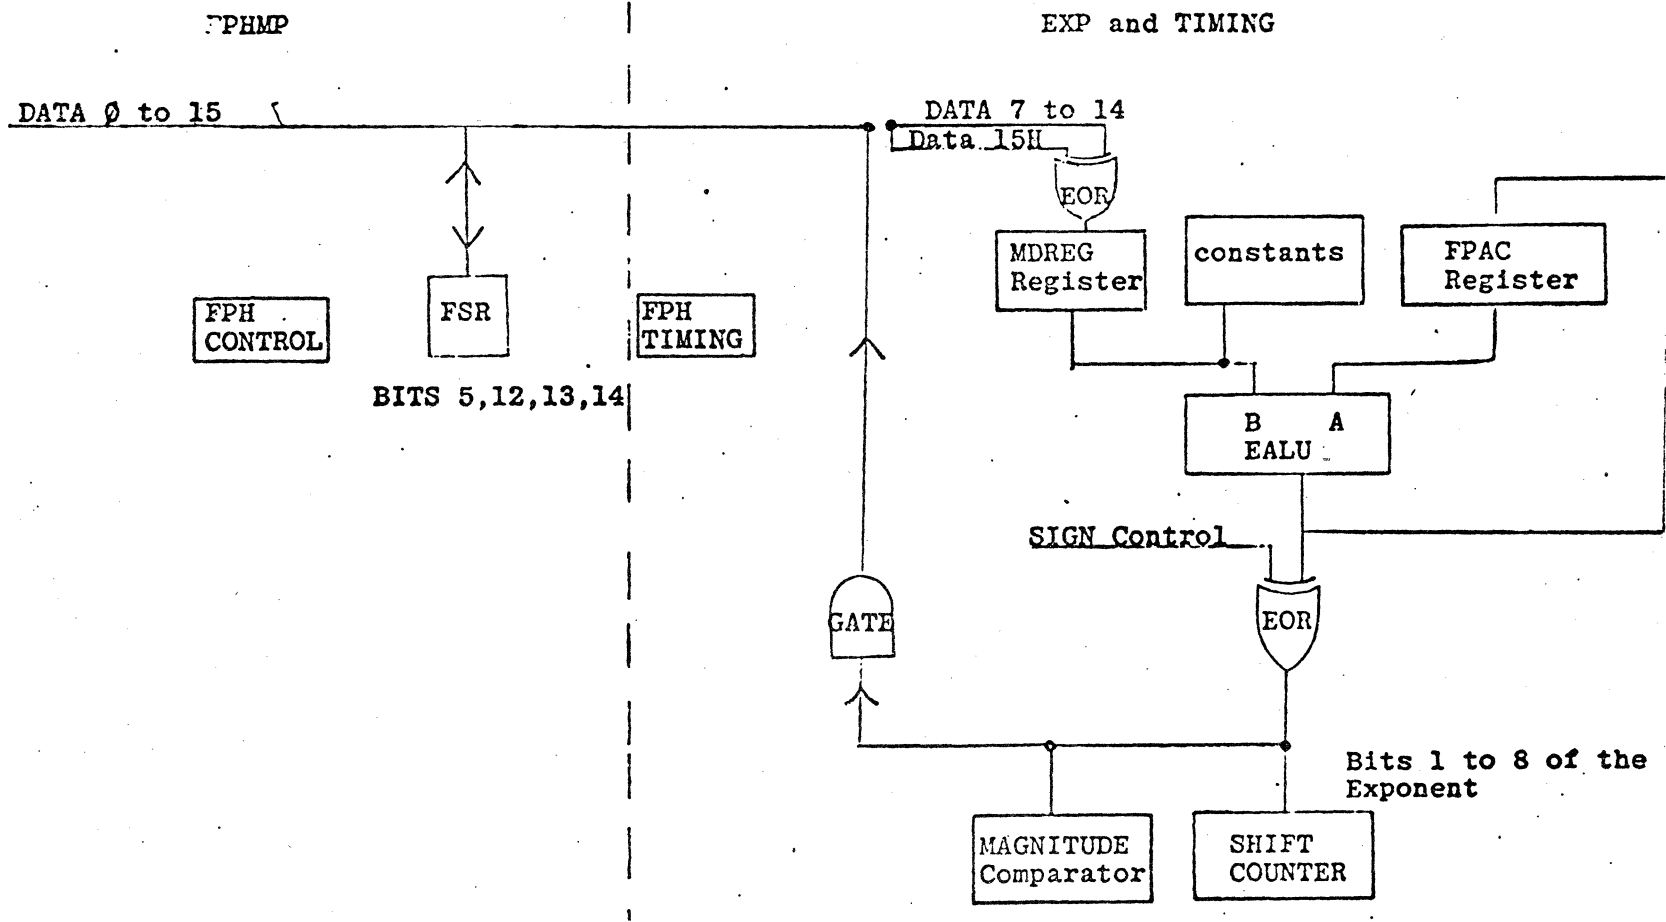 FPHMP
EXP and TIMING
DATA Ø to 15
DATA 7 to 14
Data 15H
EOR
MDREG
Register
constants
FPAC
Register
FPH
CONTROL
FSR
FPH
TIMING
BITS 5,12,13,14
B A
EALU
SIGN Control
EOR
GATE
Bits 1 to 8 of the
Exponent
MAGNITUDE
Comparator
SHIFT
COUNTER